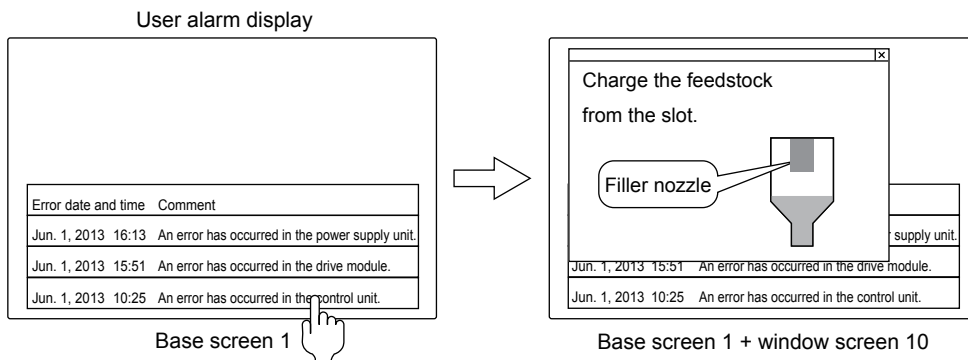 User alarm display
Error date and time Comment
Jun. 1, 2013 16:13 An error has occurred in the power supply unit.
Jun. 1, 2013 15:51 An error has occurred in the drive module.
Jun. 1, 2013 10:25 An error has occurred in the control unit.
Base screen 1
×
Charge the feedstock
from the slot.
Filler nozzle
supply unit.
Jun. 1, 2013 15:51 An error has occurred in the drive module.
Jun. 1, 2013 10:25 An error has occurred in the control unit.
Base screen 1 + window screen 10